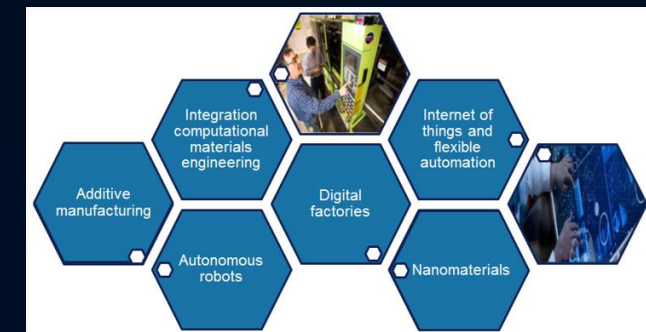 Integration
computational
materials
engineering
Internet of
things and
flexible
automation
Additive
manufacturing
Digital
factories
Autonomous
robots
Nanomaterials